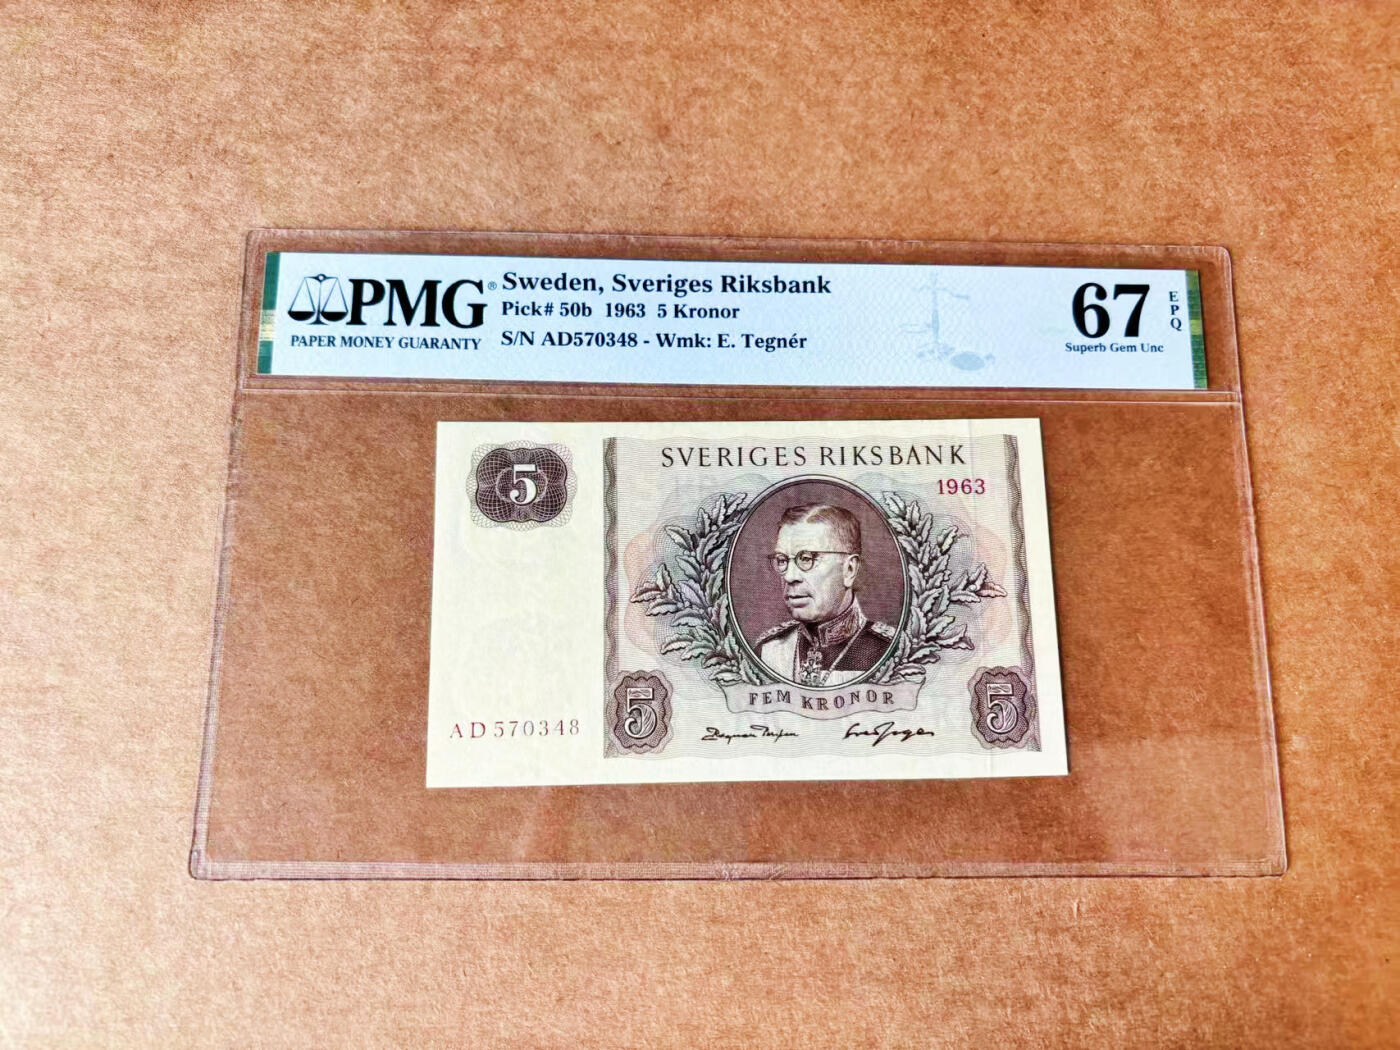 PMG®
PAPER MONEY GUARANTY
Sweden, Sveriges Riksbank
Pick# 50b 1963 5 Kronor
S/N AD570348 - Wmk: E. Tegnér
67
EPQ
Superb Gem Unc
5
SVERIGES RIKSBANK
1963
FEM KRONOR
5
5
AD570348